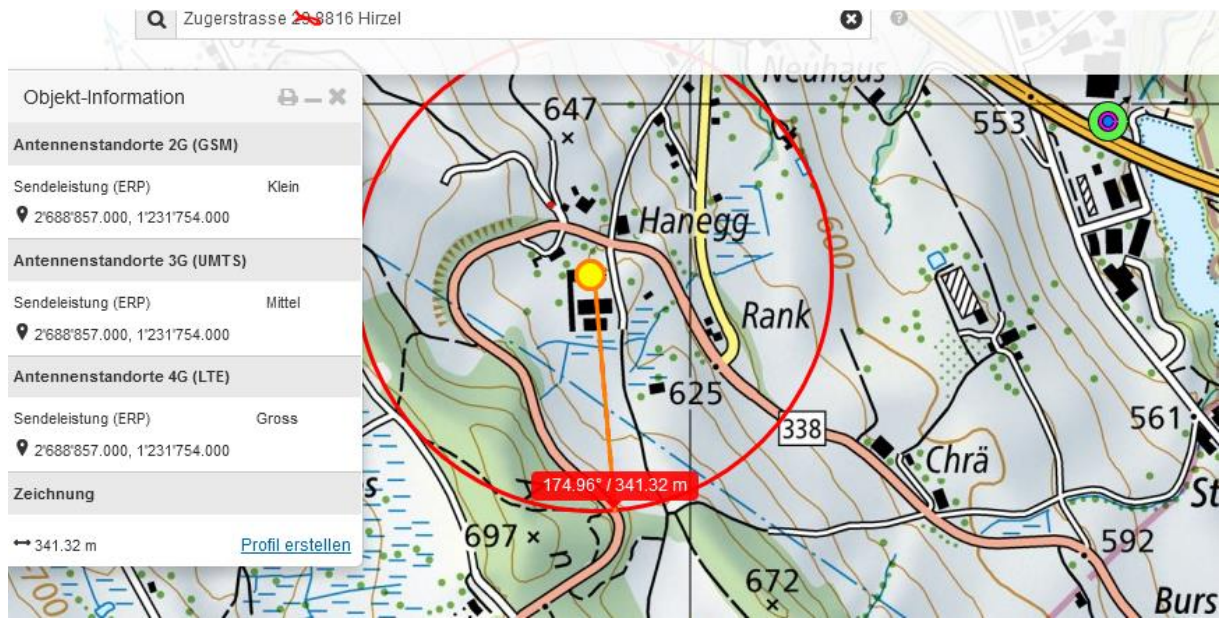 Zugerstrasse 8816 Hirzel
Objekt-Information
Antennenstandorte 2G (GSM)
Sendeleistung (ERP) Klein
2'688'857.000, 1'231'754.000
Antennenstandorte 3G (UMTS)
Sendeleistung (ERP) Mittel
2'688'857.000, 1'231'754.000
Antennenstandorte 4G (LTE)
Sendeleistung (ERP) Gross
2'688'857.000, 1'231'754.000
Zeichnung
341.32 m Profil erstellen
Neuhaus
647
553
Hanegg
600
Rank
625
338
561
Chrä
St
174.96° / 341.32 m
s
697
592
672
700
Burs